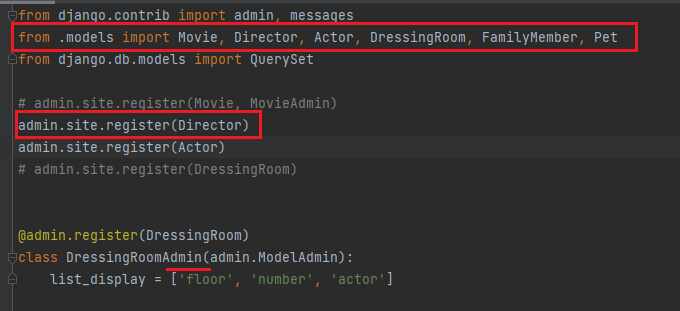 from django.contrib import admin, messages
from .models import Movie, Director, Actor, DressingRoom, FamilyMember, Pet
from django.db.models import QuerySet
# admin.site.register(Movie, MovieAdmin)
admin.site.register(Director)
admin.site.register(Actor)
# admin.site.register(DressingRoom)
@admin.register(DressingRoom)
class DressingRoomAdmin(admin.ModelAdmin):
    list_display = ['floor', 'number', 'actor']